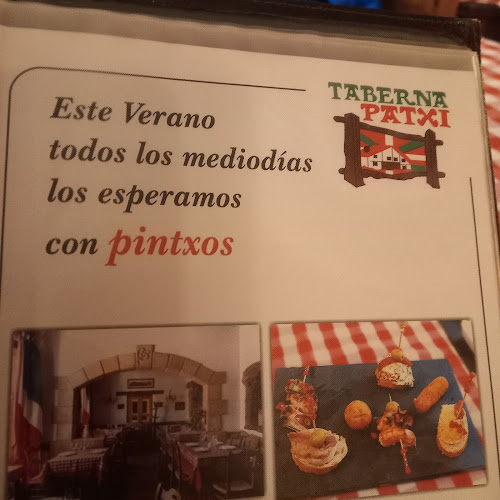 TABERNA
PATXI
Este Verano
todos los mediodías
los esperamos
con pintxos